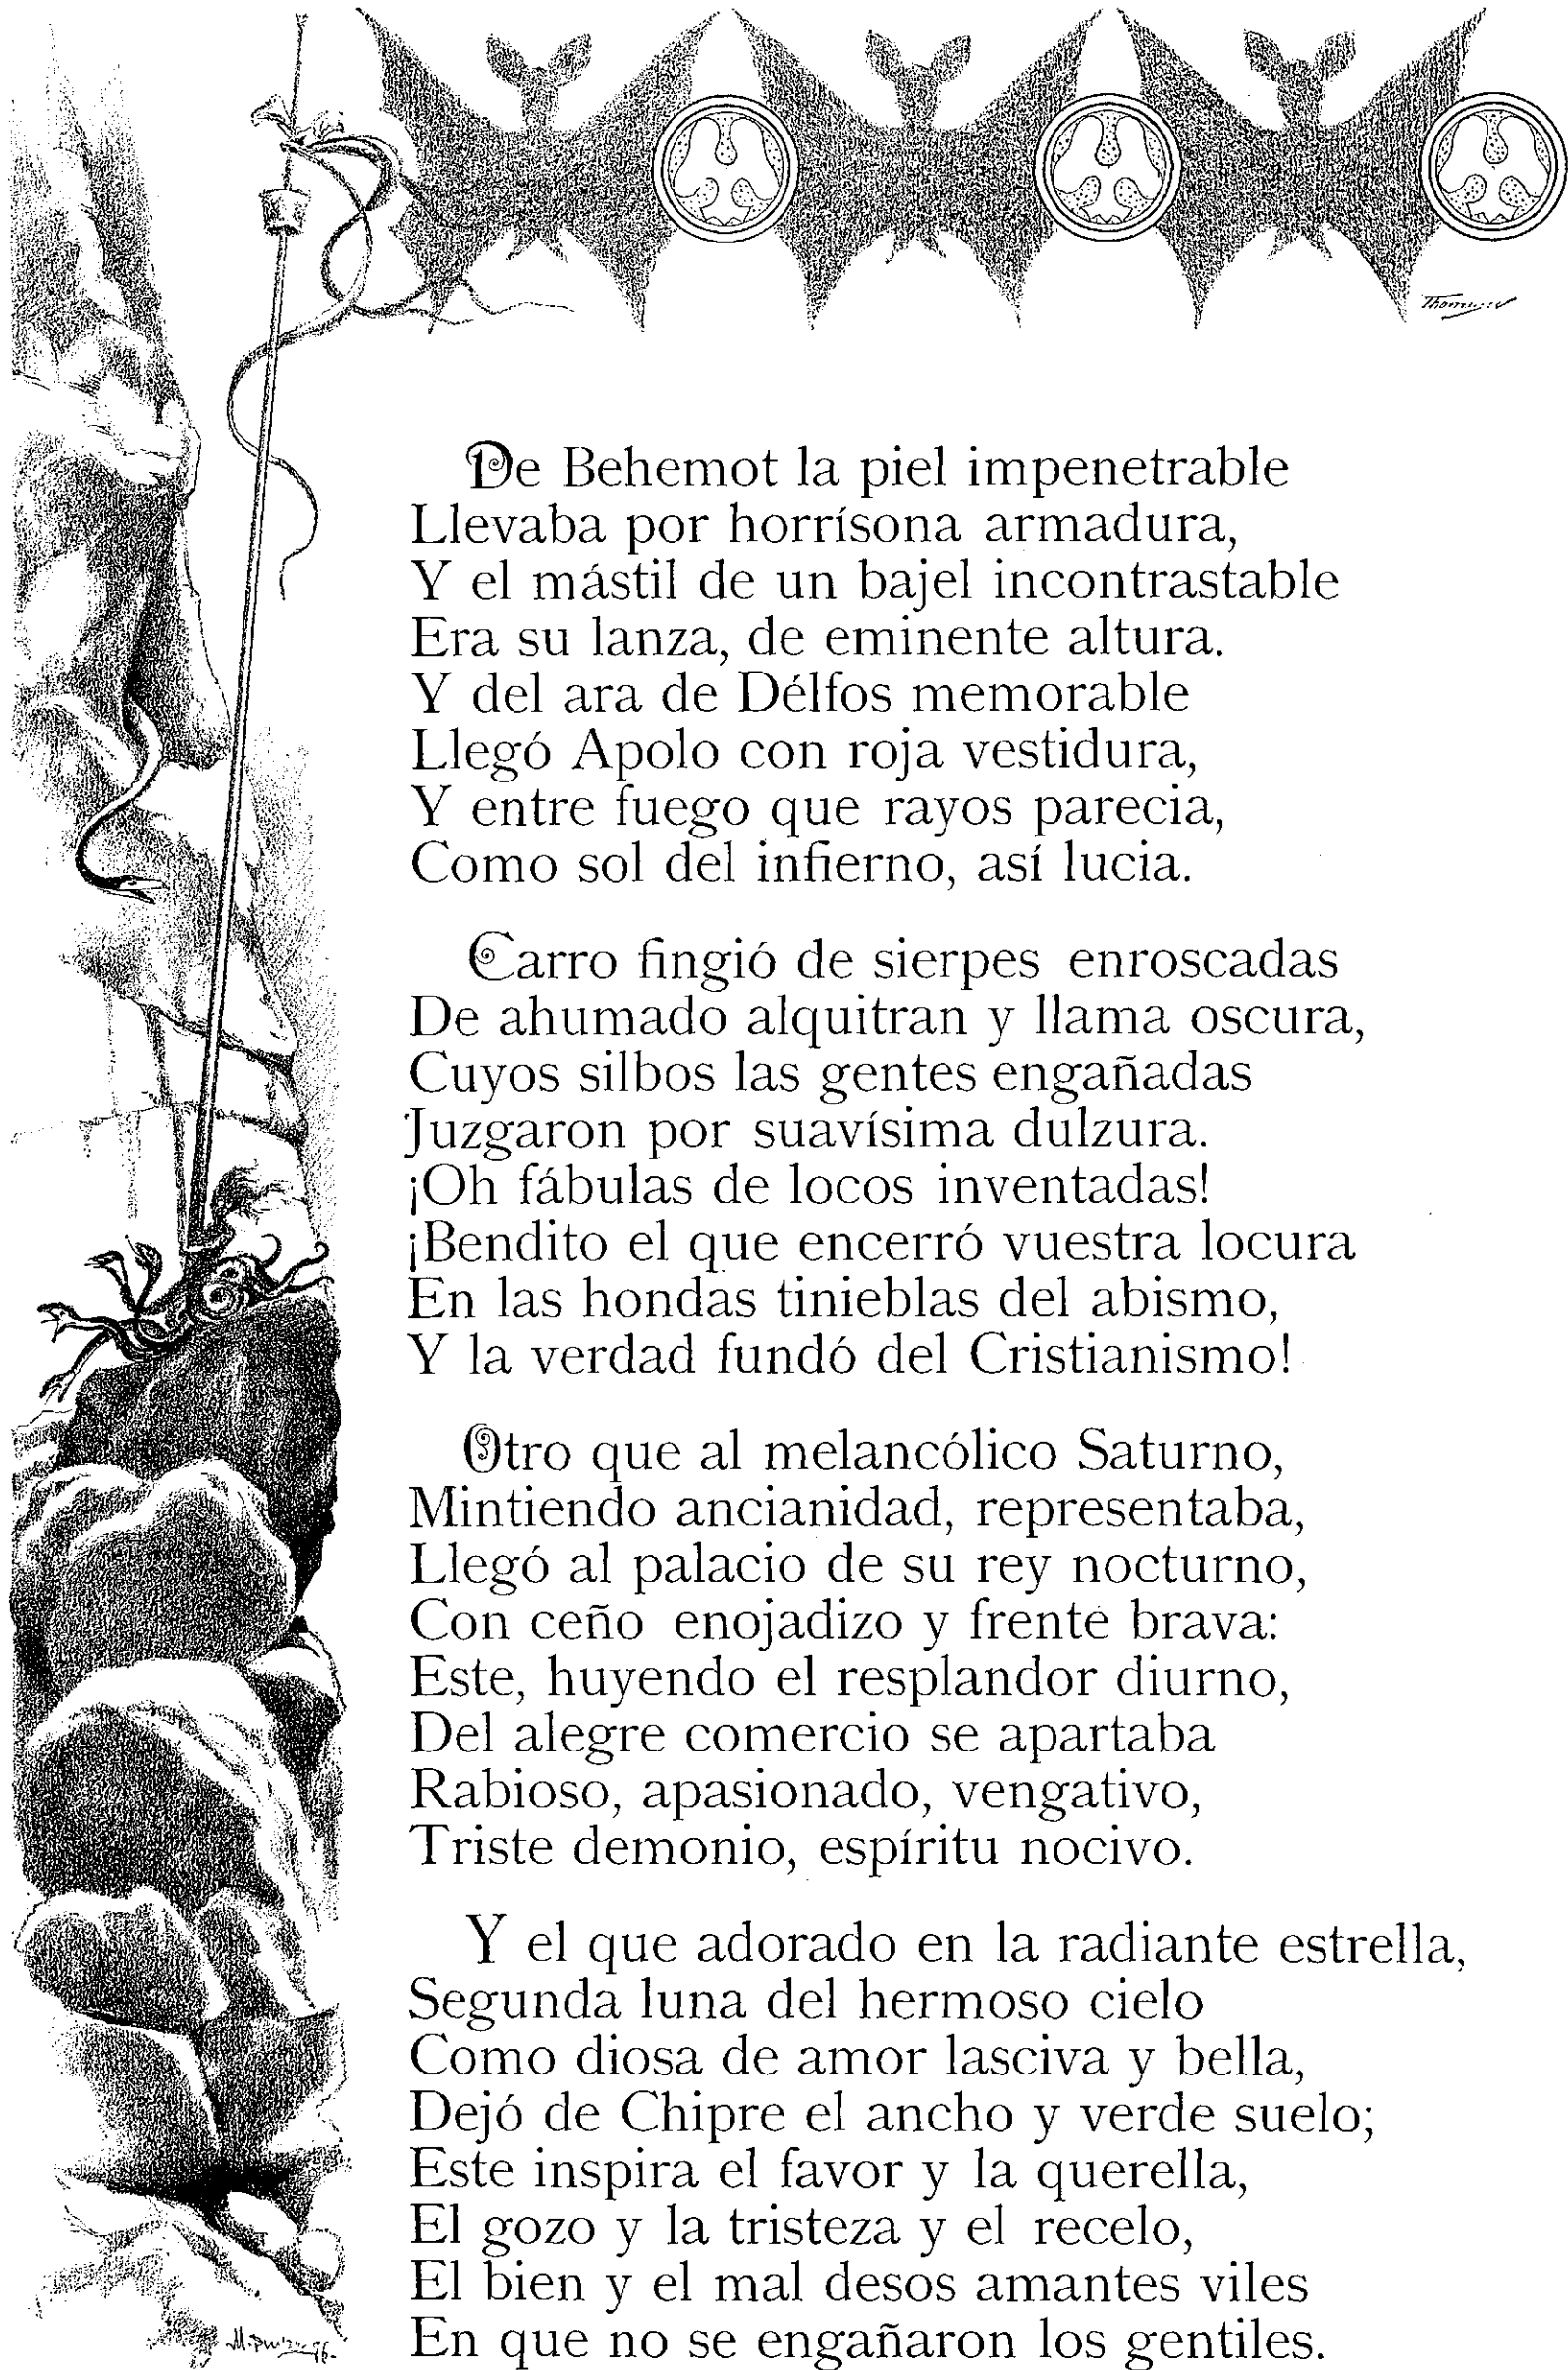 De Behemot la piel impenetrable
Llevaba por horrísona armadura,
Y el mástil de un bajel incontrastable
Era su lanza, de eminente altura.
Y del ara de Délfos memorable
Llegó Apolo con roja vestidura,
Y entre fuego que rayos parecia,
Como sol del infierno, así lucia.
Carro fingió de sierpes enroscadas
De ahumado alquitran y llama oscura,
Cuyos silbos las gentes engañadas
Juzgaron por suavísima dulzura.
¡Oh fábulas de locos inventadas!
¡Bendito el que encerró vuestra locura
En las hondas tinieblas del abismo,
Y la verdad fundó del Cristianismo!
Otro que al melancólico Saturno,
Mintiendo ancianidad, representaba,
Llegó al palacio de su rey nocturno,
Con ceño enojadizo y frente brava:
Este, huyendo el resplandor diurno,
Del alegre comercio se apartaba
Rabioso, apasionado, vengativo,
Triste demonio, espíritu nocivo.
Y el que adorado en la radiante estrella,
Segunda luna del hermoso cielo
Como diosa de amor lasciva y bella,
Dejó de Chipre el ancho y verde suelo;
Este inspira el favor y la querella,
El gozo y la tristeza y el recelo,
El bien y el mal desos amantes viles
En que no se engañaron los gentiles.